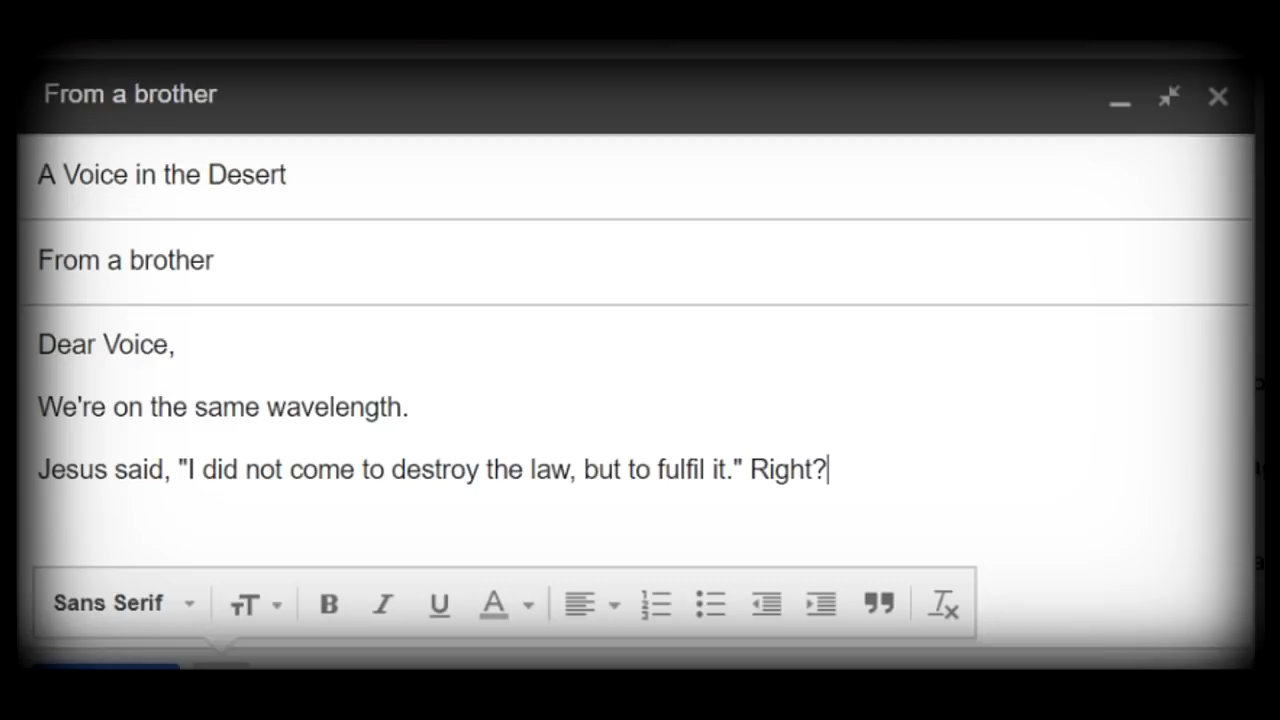 From a brother
A Voice in the Desert
From a brother
Dear Voice,
We're on the same wavelength.
Jesus said, "I did not come to destroy the law, but to fulfil it." Right?
Sans Serif